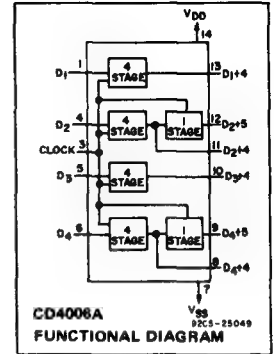 VDD
14
D1 1 4 STAGE 13 D1+4
D2 4 4 STAGE 1 STAGE 12 D2+5
CLOCK 3 11 D2+4
D3 5 4 STAGE 10 D3+4
D4 6 4 STAGE 1 STAGE 9 D4+5
8 D4+4
7
VSS
92CS-25049
CD4006A
FUNCTIONAL DIAGRAM